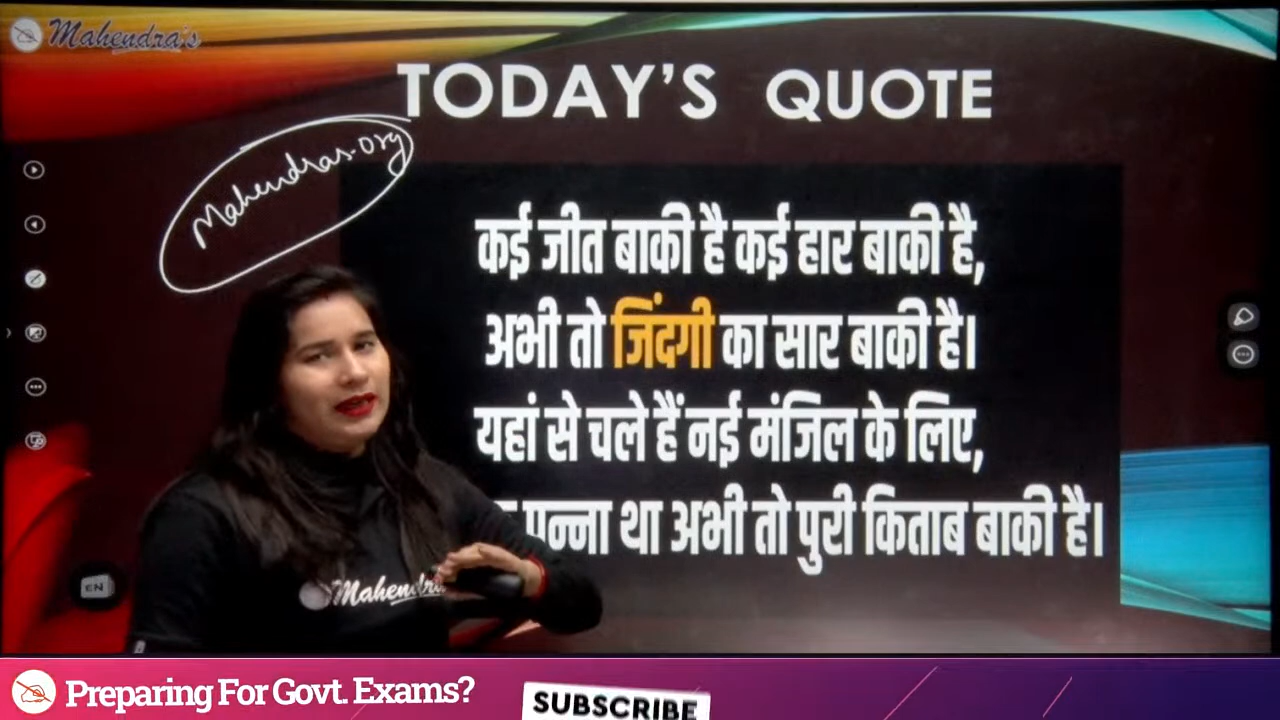 Mahendra's
TODAY'S QUOTE
Mahendras.org
कई जीत बाकी है कई हार बाकी है,
अभी तो जिंदगी का सार बाकी है।
यहां से चले हैं नई मंजिल के लिए,
पन्ना था अभी तो पुरी किताब बाकी है।
EN
Mahendra
Preparing For Govt. Exams?
SUBSCRIBE